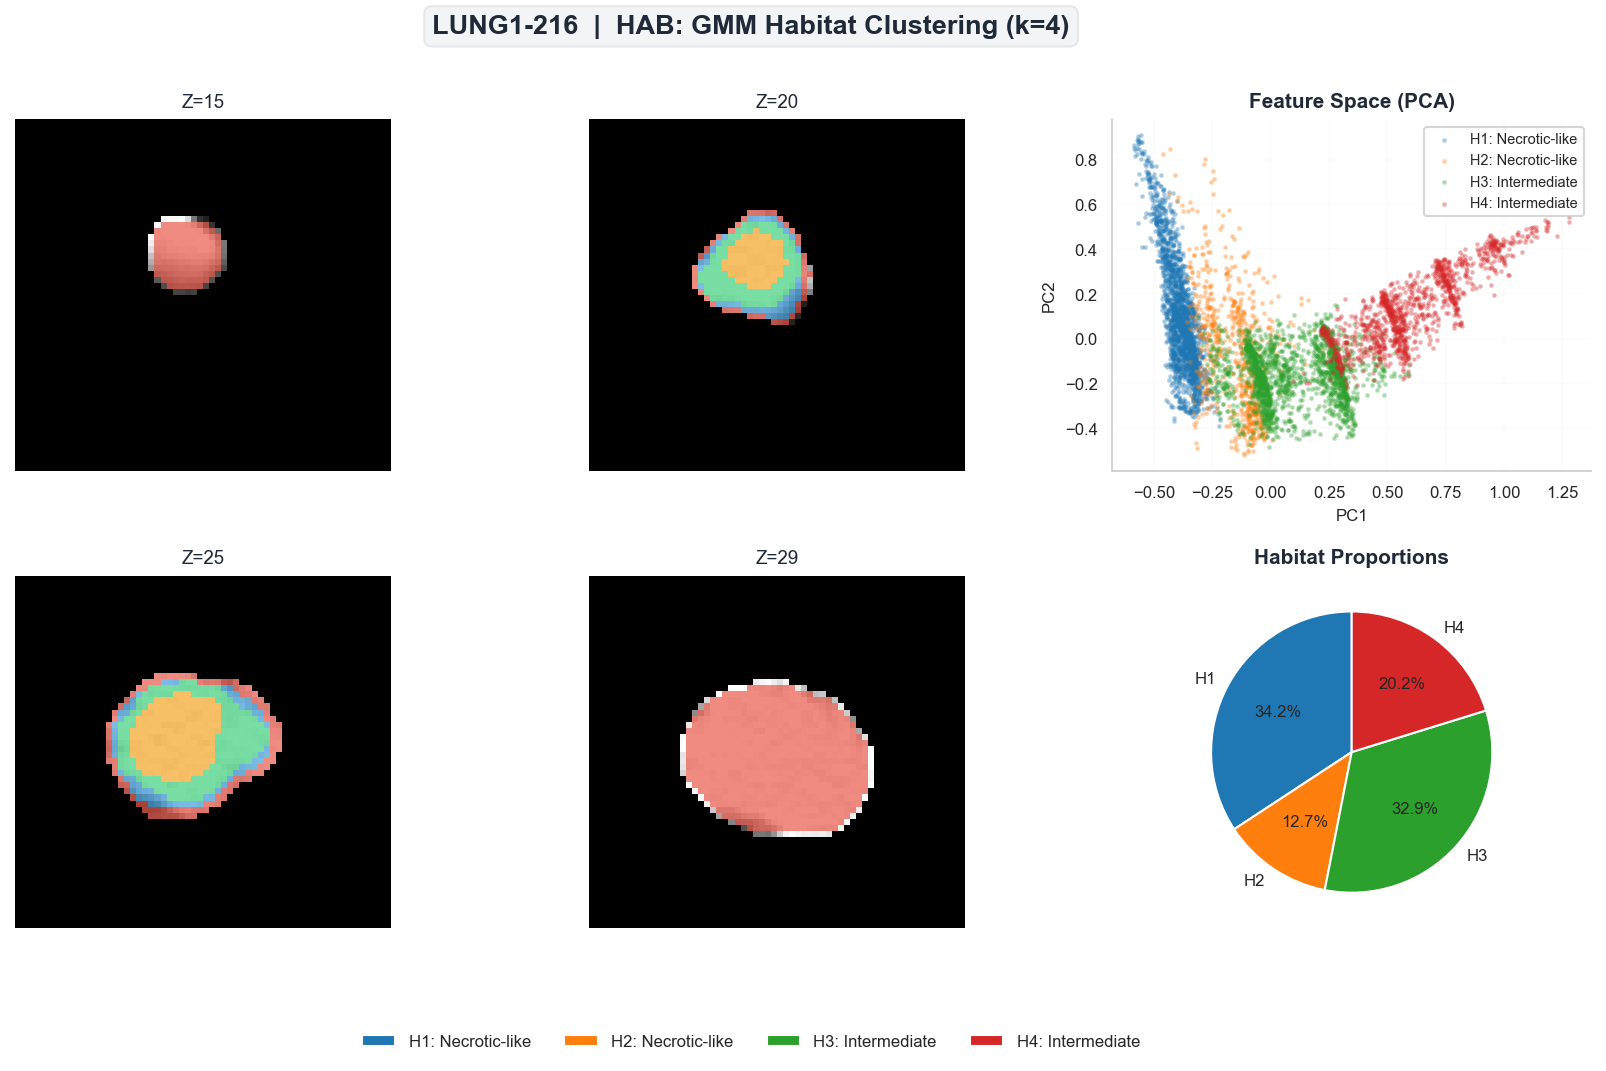 LUNG1-216 | HAB: GMM Habitat Clustering (k=4)
Z=15
Z=20
Feature Space (PCA)
H1: Necrotic-like
H2: Necrotic-like
H3: Intermediate
H4: Intermediate
0.8
0.6
0.4
0.2
0.0
−0.2
−0.4
PC2
−0.50
−0.25
0.00
0.25
0.50
0.75
1.00
1.25
PC1
Z=25
Z=29
Habitat Proportions
H4
H1
20.2%
34.2%
32.9%
12.7%
H3
H2
H1: Necrotic-like
H2: Necrotic-like
H3: Intermediate
H4: Intermediate